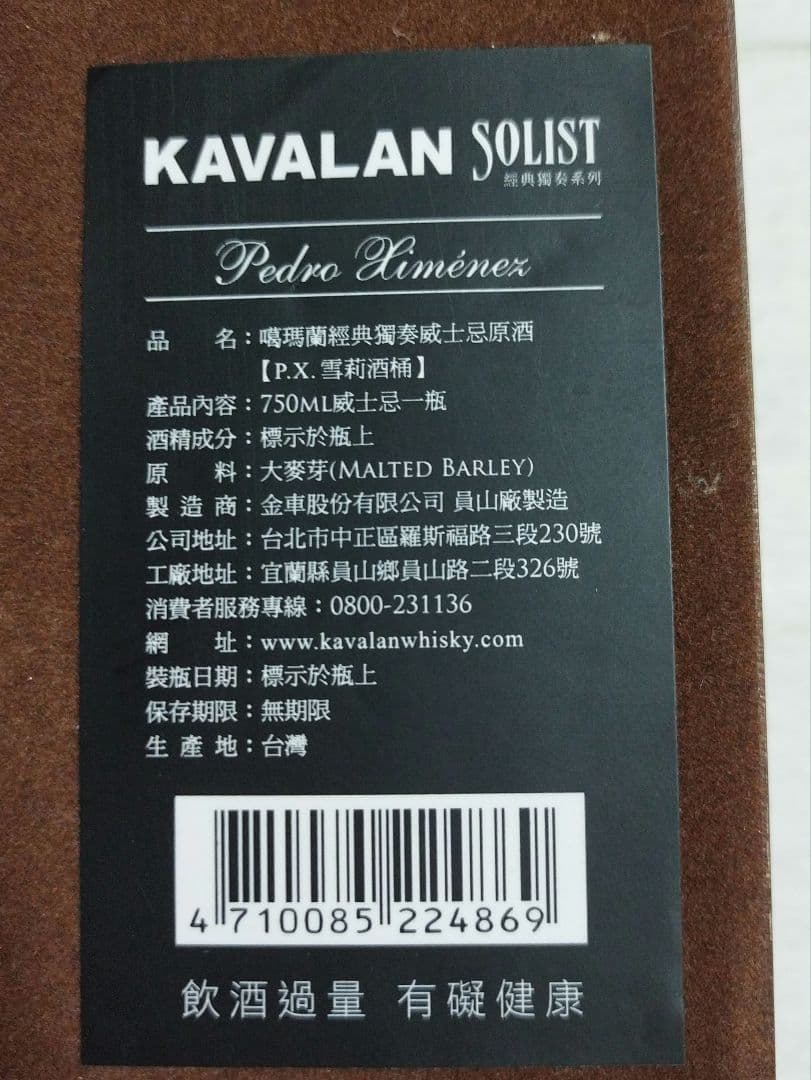 KAVALAN SOLIST
經典獨奏系列
Pedro Ximénez
品名：噶瑪蘭經典獨奏威士忌原酒
【P.X. 雪莉酒桶】
產品內容：750ML威士忌一瓶
酒精成分：標示於瓶上
原料：大麥芽(MALTED BARLEY)
製造商：金車股份有限公司 員山廠製造
公司地址：台北市中正區羅斯福路三段230號
工廠地址：宜蘭縣員山鄉員山路二段326號
消費者服務專線：0800-231136
網址：www.kavalanwhisky.com
裝瓶日期：標示於瓶上
保存期限：無期限
生產地：台灣
4 710085 224869
飲酒過量 有礙健康